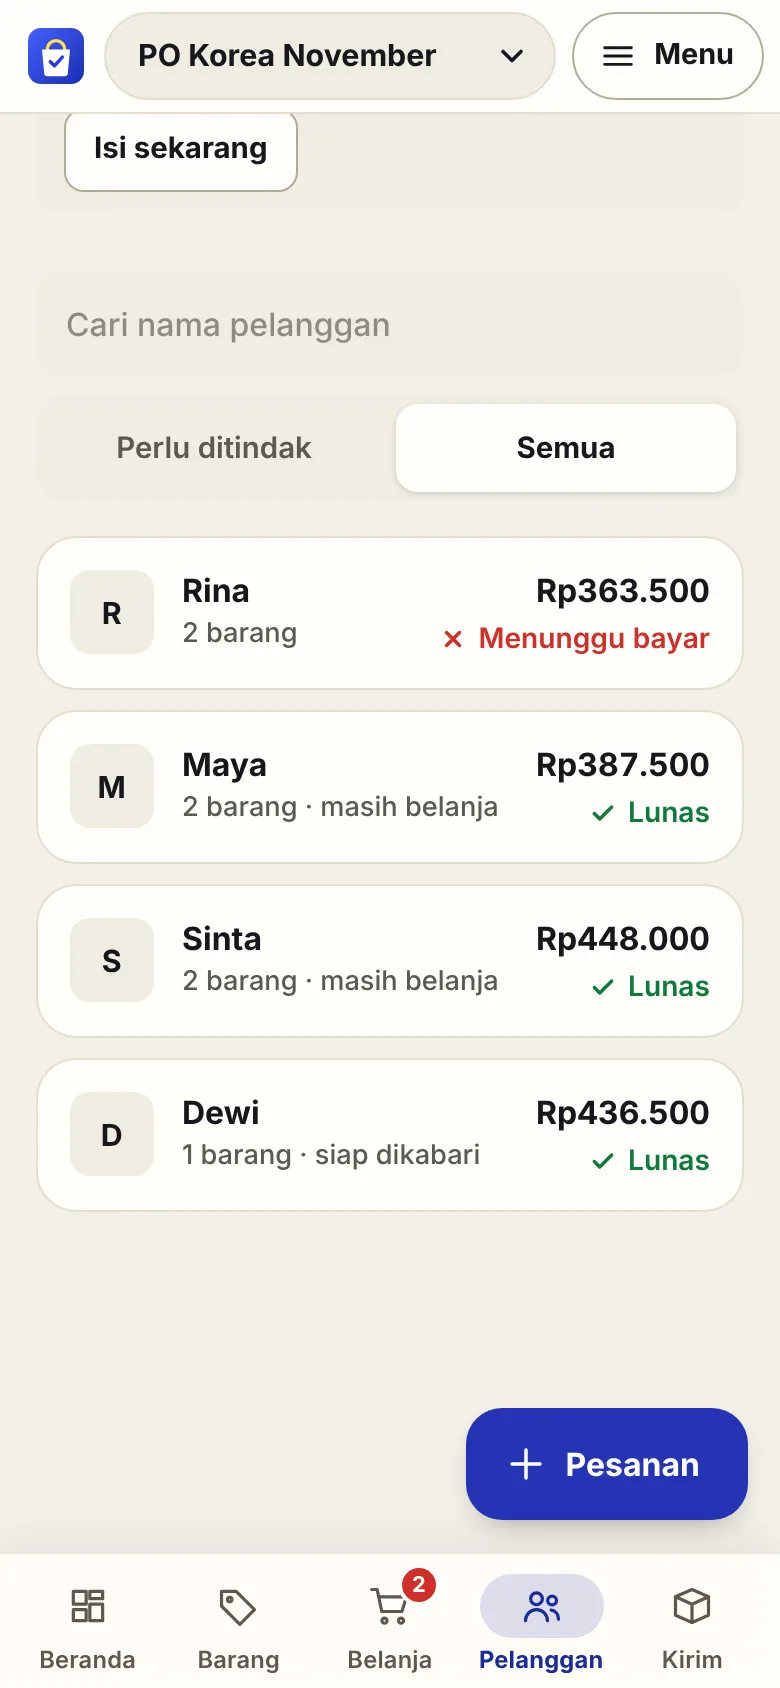 PO Korea November
Menu
Isi sekarang
Cari nama pelanggan
Perlu ditindak
Semua
R
Rina
Rp363.500
2 barang
Menunggu bayar
M
Maya
Rp387.500
2 barang · masih belanja
Lunas
S
Sinta
Rp448.000
2 barang · masih belanja
Lunas
D
Dewi
Rp436.500
1 barang · siap dikabari
Lunas
Pesanan
2
Beranda
Barang
Belanja
Pelanggan
Kirim